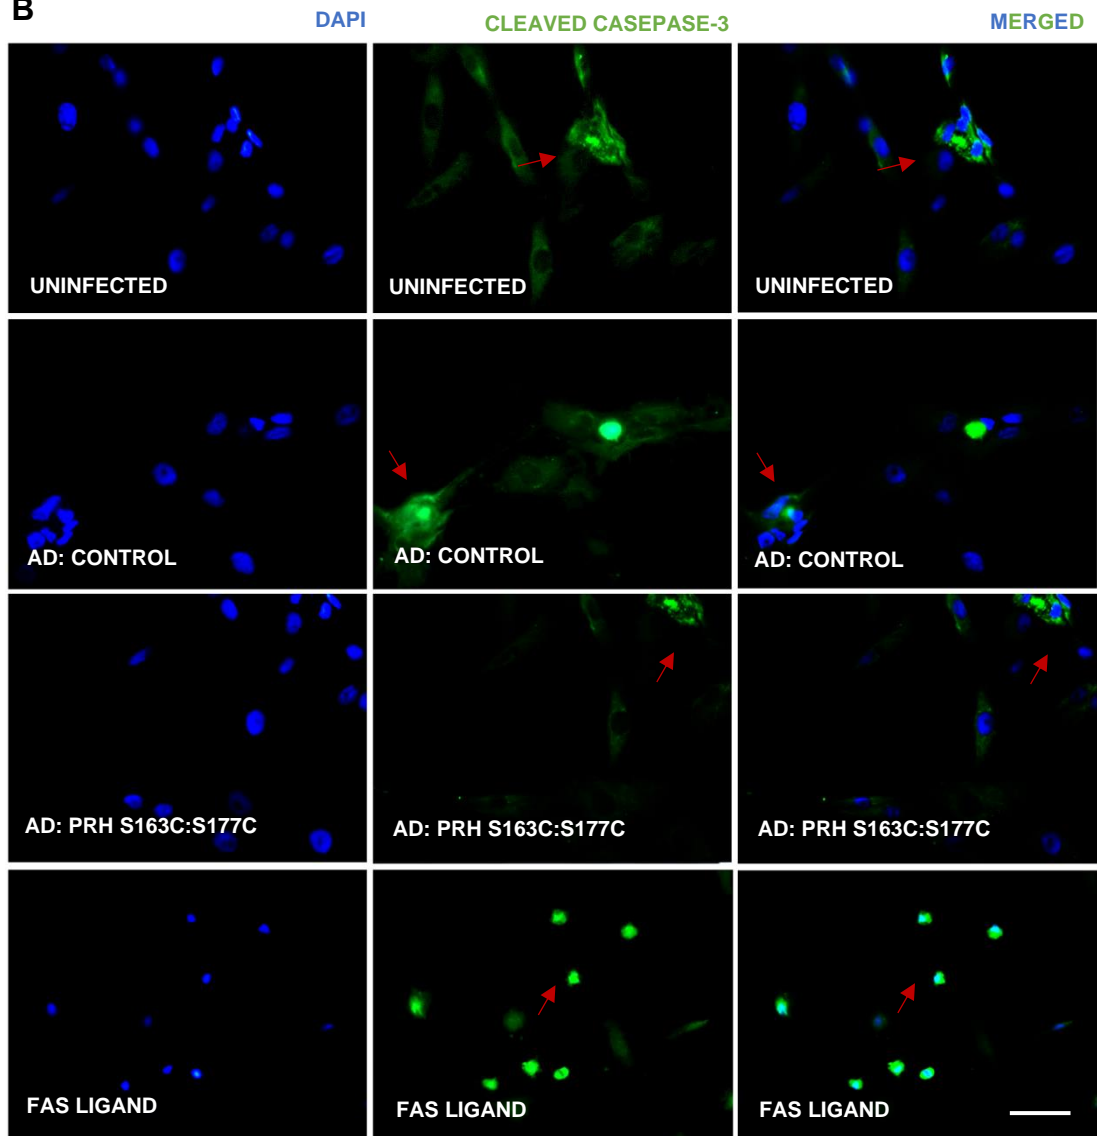 B
DAPI CLEAVED CASEPASE-3 MERGED
UNINFECTED UNINFECTED UNINFECTED
AD: CONTROL AD: CONTROL AD: CONTROL
AD: PRH S163C:S177C AD: PRH S163C:S177C AD: PRH S163C:S177C
FAS LIGAND FAS LIGAND FAS LIGAND